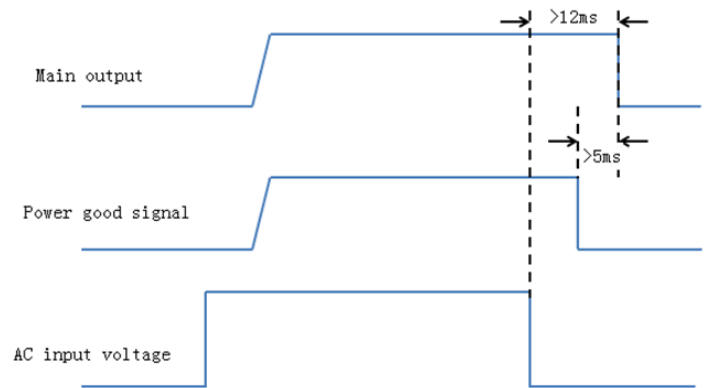 >12ms
Main output
>5ms
Power good signal
AC input voltage